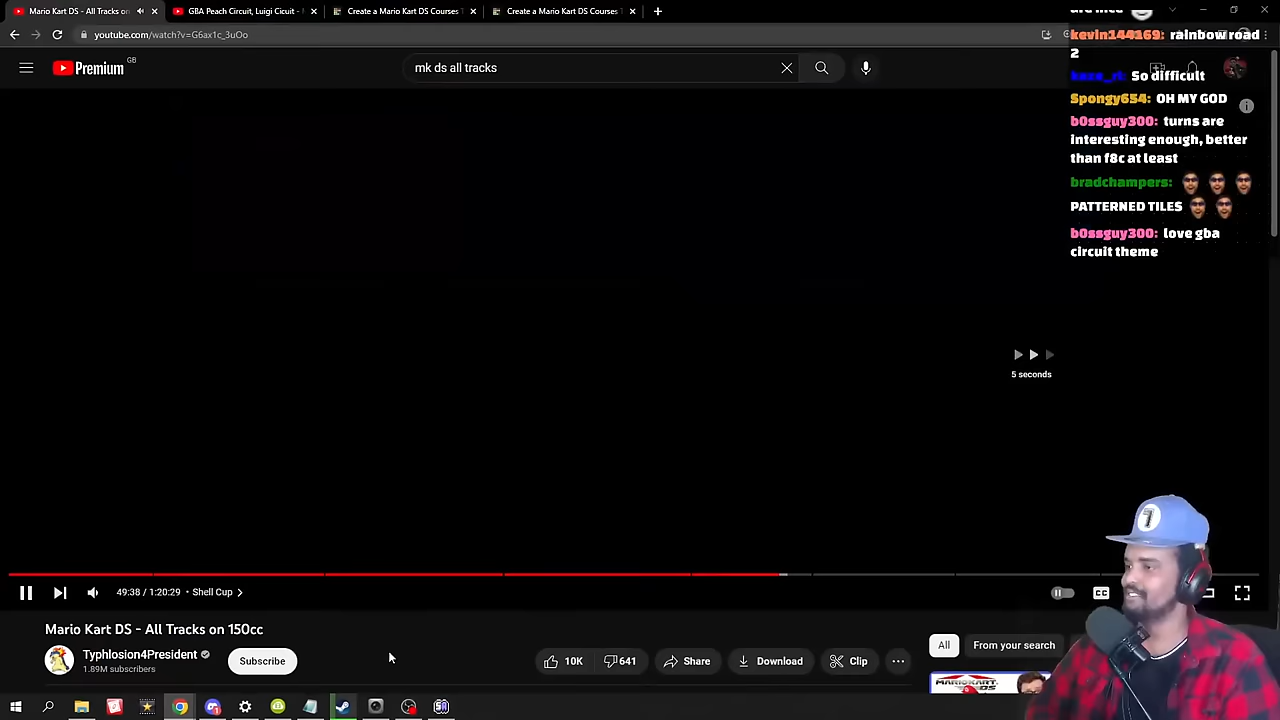 Mario Kart DS - All Tracks on
GBA Peach Circuit, Luigi Cicuit -
Create a Mario Kart DS Courses
Create a Mario Kart DS Courses
youtube.com/watch?v=G6ax1c_3uOo
Premium GB
mk ds all tracks
kevin144169: rainbow road
2
So difficult
Spongy654: OH MY GOD
b0ssguy300: turns are
interesting enough, better
than f8c at least
bradchampers:
PATTERNED TILES
b0ssguy300: love gba
circuit theme
5 seconds
49:38 / 1:20:29 • Shell Cup
CC
Mario Kart DS - All Tracks on 150cc
Typhlosion4President
1.89M subscribers
Subscribe
10K
641
Share
Download
Clip
All
From your search
MARIOKART
DS